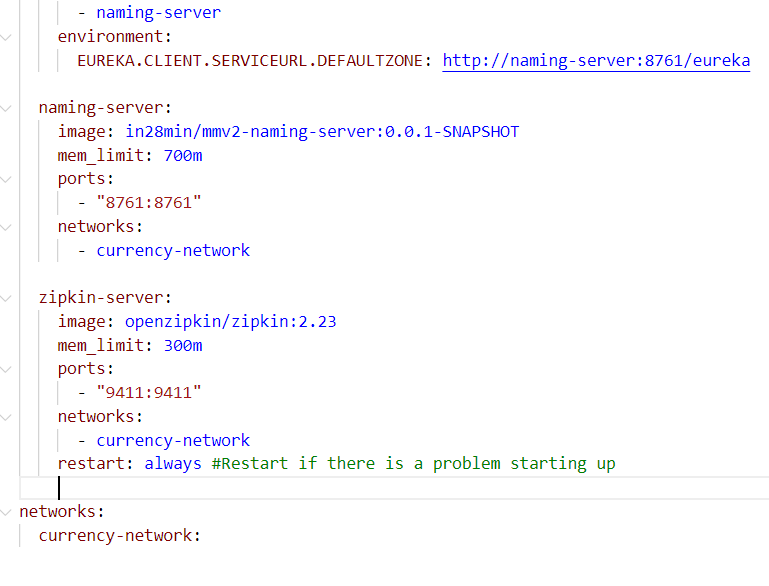 - naming-server
environment:
EUREKA.CLIENT.SERVICEURL.DEFAULTZONE: http://naming-server:8761/eureka
naming-server:
image: in28min/mmv2-naming-server:0.0.1-SNAPSHOT
mem_limit: 700m
ports:
- "8761:8761"
networks:
- currency-network
zipkin-server:
image: openzipkin/zipkin:2.23
mem_limit: 300m
ports:
- "9411:9411"
networks:
- currency-network
restart: always #Restart if there is a problem starting up
networks:
currency-network: